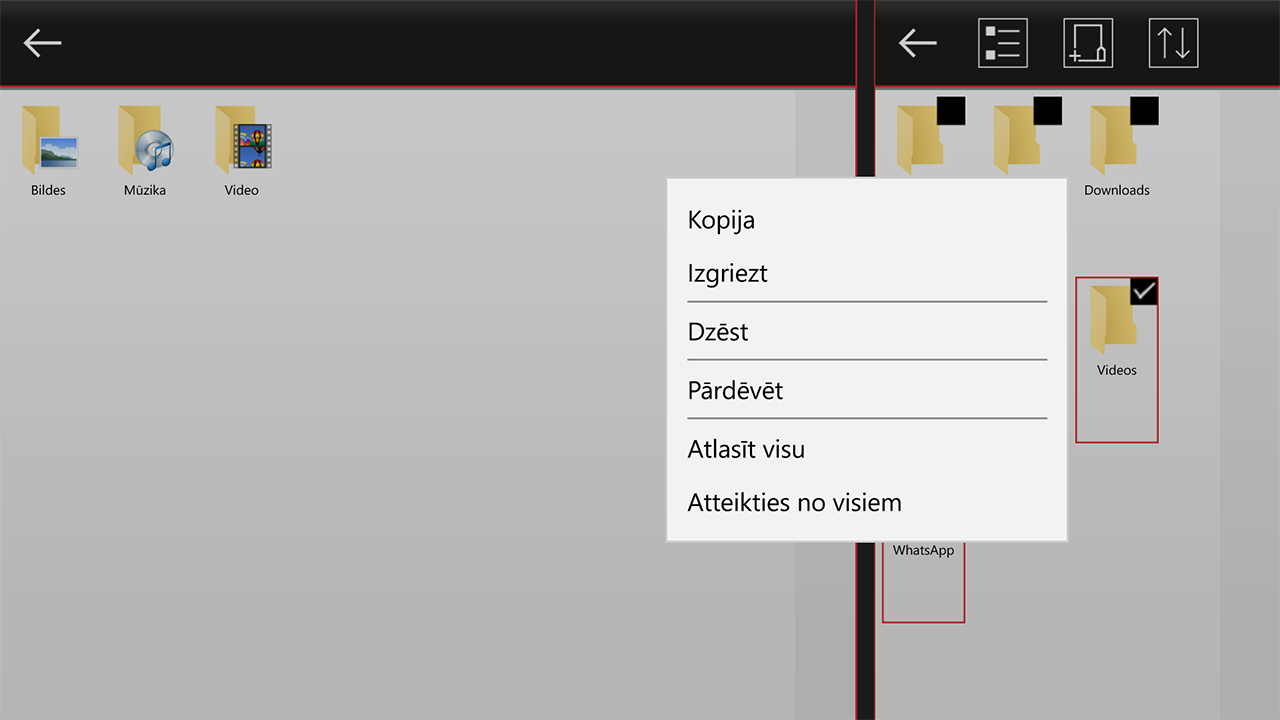 Bildes
Mūzika
Video
Downloads
Kopija
Izgriezt
Dzēst
Pārdēvēt
Atlasīt visu
Atteikties no visiem
Videos
WhatsApp